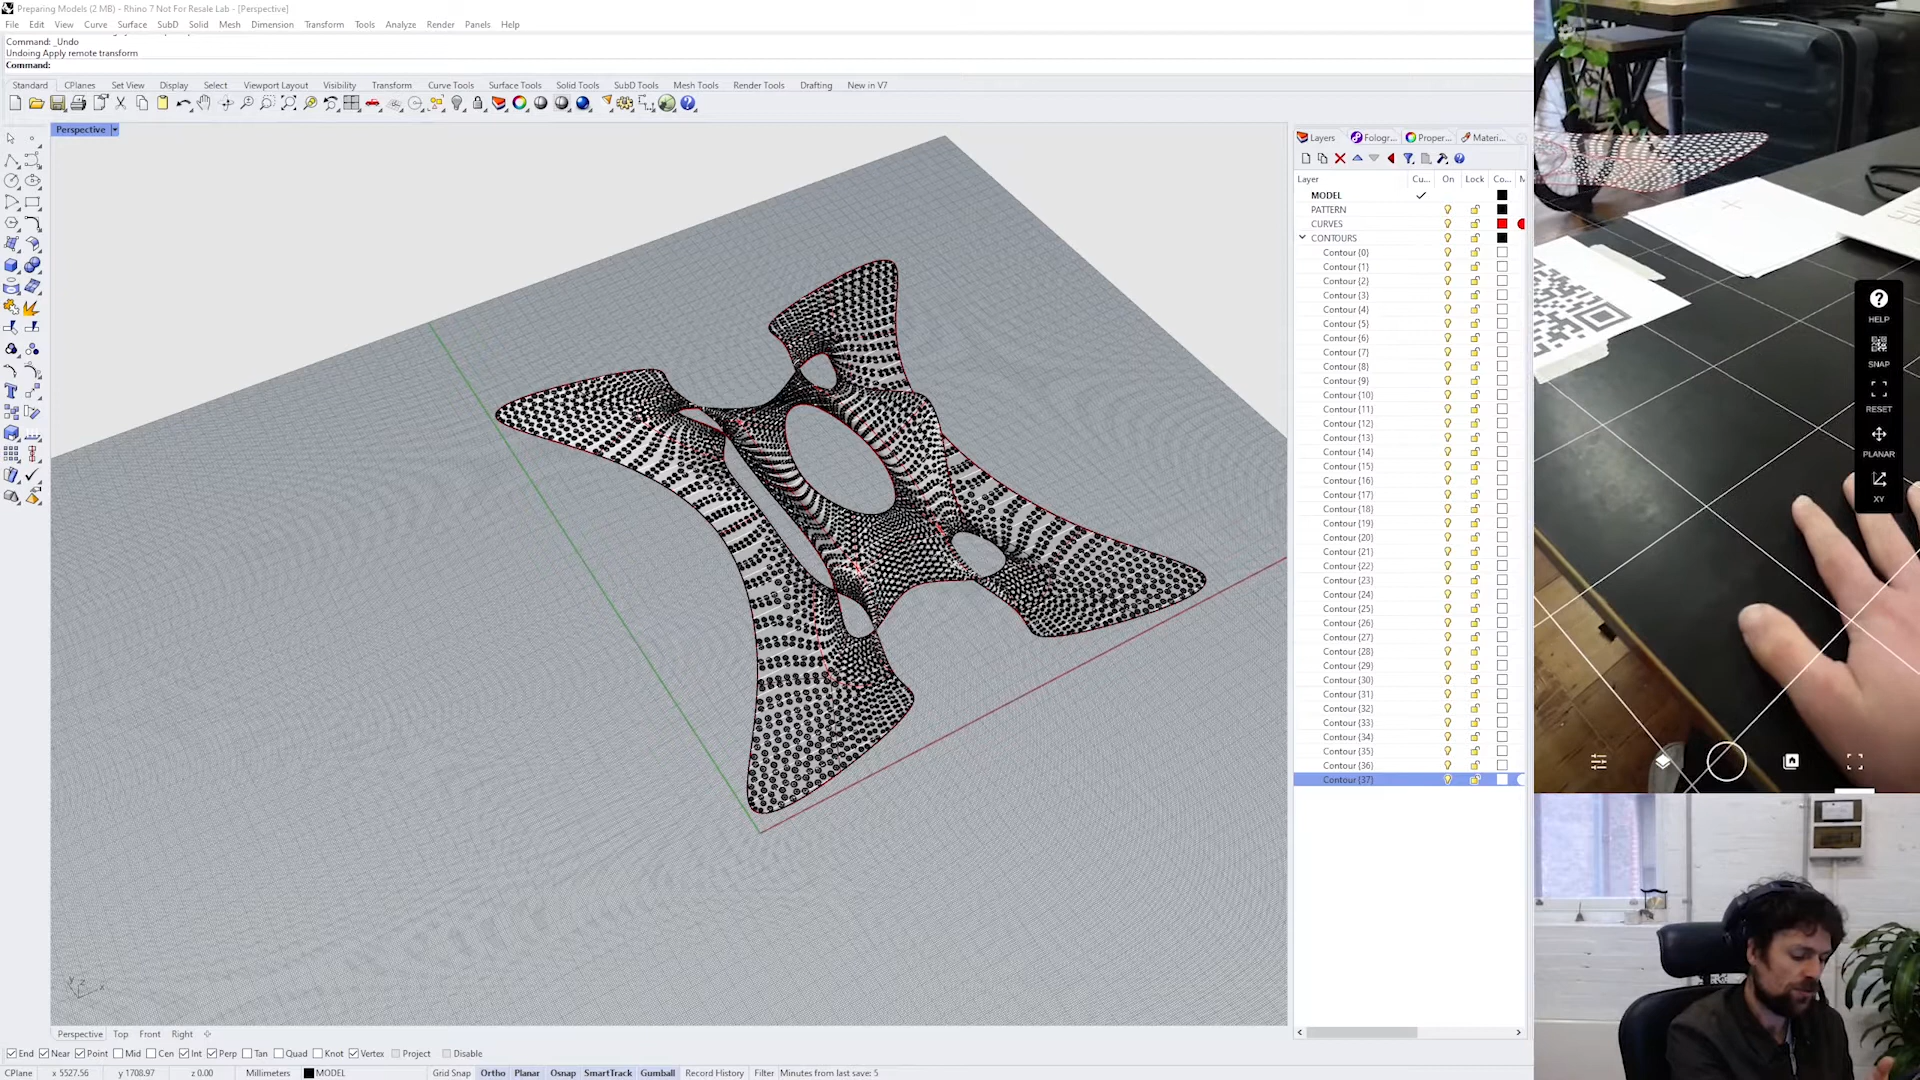 Preparing Models (2 MB) - Rhino 7 Not For Resale Lab - [Perspective]
File Edit View Curve Surface SubD Solid Mesh Dimension Transform Tools Analyze Render Panels Help
Command: _Undo
Undoing Apply remote transform
Command:
Standard CPlanes Set View Display Select Viewport Layout Visibility Transform Curve Tools Surface Tools Solid Tools SubD Tools Mesh Tools Render Tools Drafting New in V7
Perspective
Layers Fologr... Proper... Materi...
Layer Cu... On Lock Co... M
MODEL
PATTERN
CURVES
CONTOURS
Contour {0}
Contour {1}
Contour {2}
Contour {3}
Contour {4}
Contour {5}
Contour {6}
Contour {7}
Contour {8}
Contour {9}
Contour {10}
Contour {11}
Contour {12}
Contour {13}
Contour {14}
Contour {15}
Contour {16}
Contour {17}
Contour {18}
Contour {19}
Contour {20}
Contour {21}
Contour {22}
Contour {23}
Contour {24}
Contour {25}
Contour {26}
Contour {27}
Contour {28}
Contour {29}
Contour {30}
Contour {31}
Contour {32}
Contour {33}
Contour {34}
Contour {35}
Contour {36}
Contour {37}
HELP
SNAP
RESET
PLANAR
XY
y z x
Perspective Top Front Right
End Near Point Mid Cen Int Perp Tan Quad Knot Vertex Project Disable
CPlane x 5527.56 y 1708.97 z 0.00 Millimeters MODEL Grid Snap Ortho Planar Osnap SmartTrack Gumball Record History Filter Minutes from last save: 5